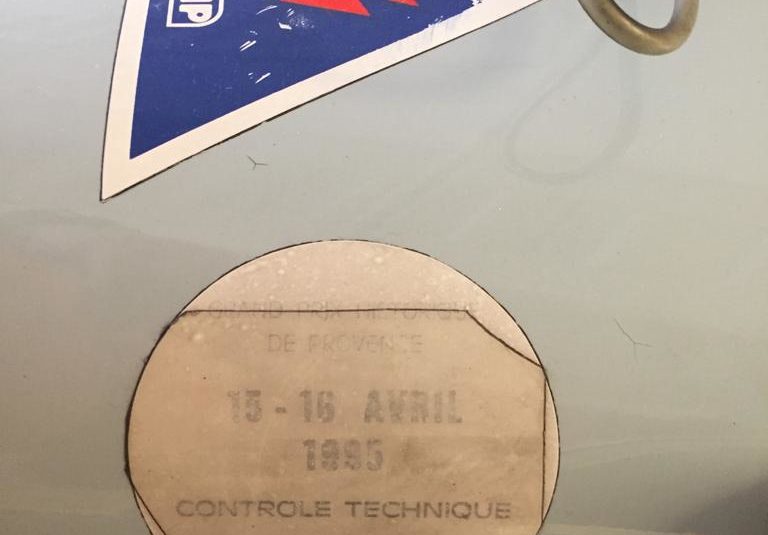 GRAND PRIX HISTORIQUE
DE PROVENCE
15 - 16 AVRIL
1995
CONTROLE TECHNIQUE